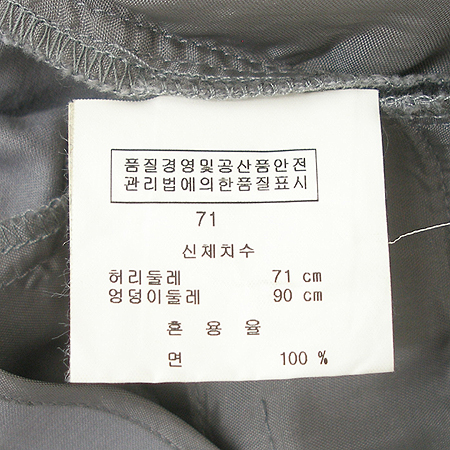 품질경영및공산품안전
관리법에의한품질표시
71
신체치수
허리둘레 71 cm
엉덩이둘레 90 cm
혼 용 율
면 100 %